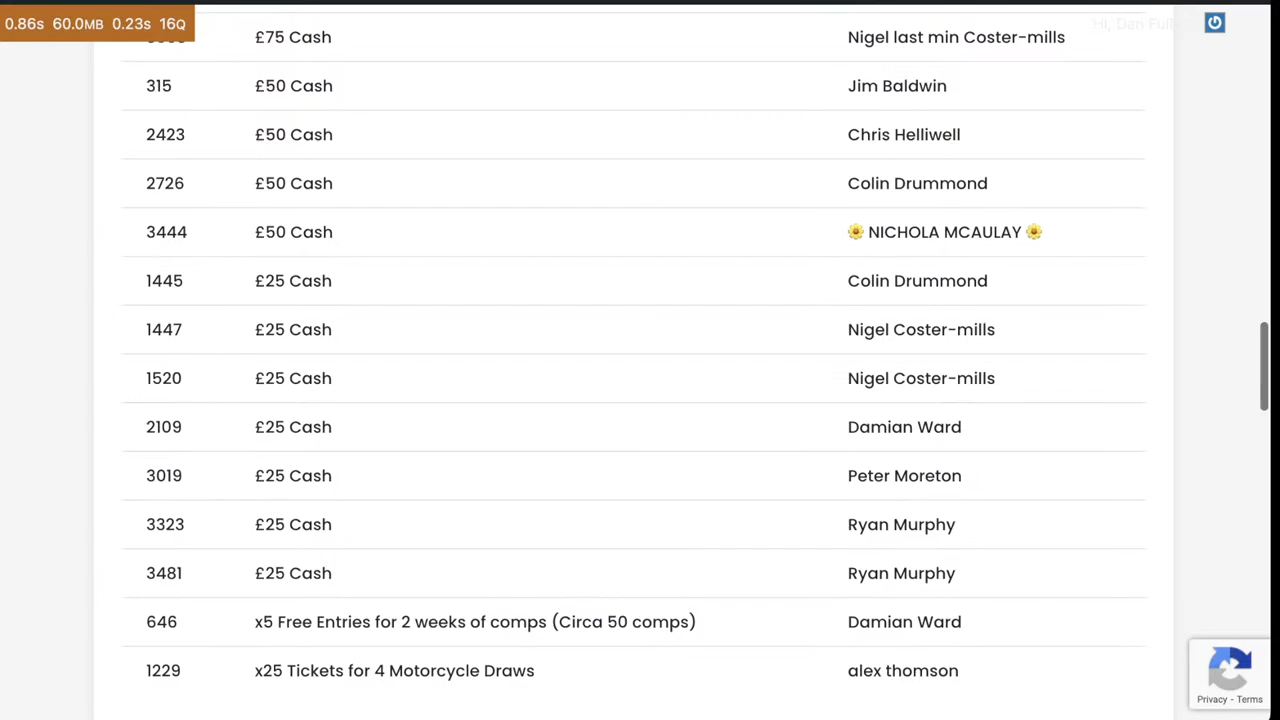 0.86s 60.0MB 0.23s 16Q
Hi, Dan
£75 Cash Nigel last min Coster-mills
315 £50 Cash Jim Baldwin
2423 £50 Cash Chris Helliwell
2726 £50 Cash Colin Drummond
3444 £50 Cash 🌼 NICHOLA MCAULAY 🌼
1445 £25 Cash Colin Drummond
1447 £25 Cash Nigel Coster-mills
1520 £25 Cash Nigel Coster-mills
2109 £25 Cash Damian Ward
3019 £25 Cash Peter Moreton
3323 £25 Cash Ryan Murphy
3481 £25 Cash Ryan Murphy
646 x5 Free Entries for 2 weeks of comps (Circa 50 comps) Damian Ward
1229 x25 Tickets for 4 Motorcycle Draws alex thomson
Privacy - Terms